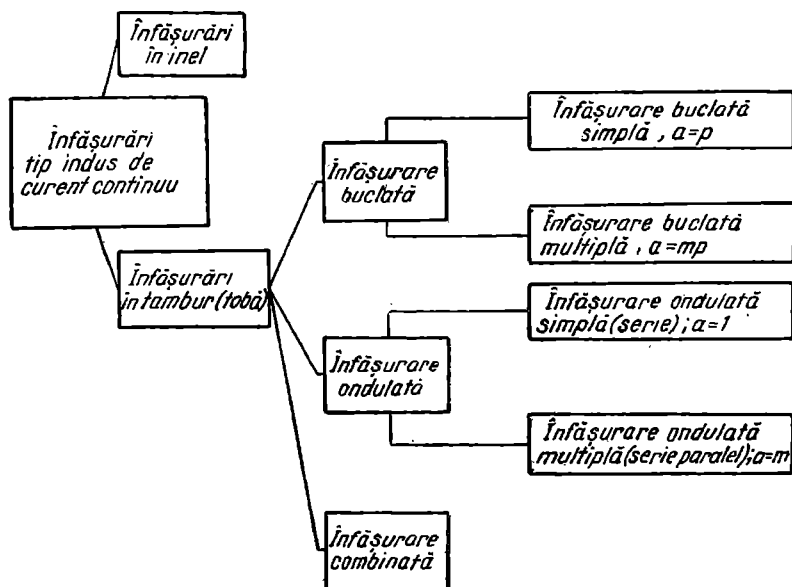 Înfășurări
în inel
Înfășurări
tip indus de
curent continuu
Înfășurări
în tambur (tobă)
Înfășurare
buclată
Înfășurare buclată
simplă, a=p
Înfășurare buclată
multiplă, a=mp
Înfășurare
ondulată
Înfășurare ondulată
simplă (serie); a=1
Înfășurare ondulată
multiplă (serie paralel); a=m
Înfășurare
combinată